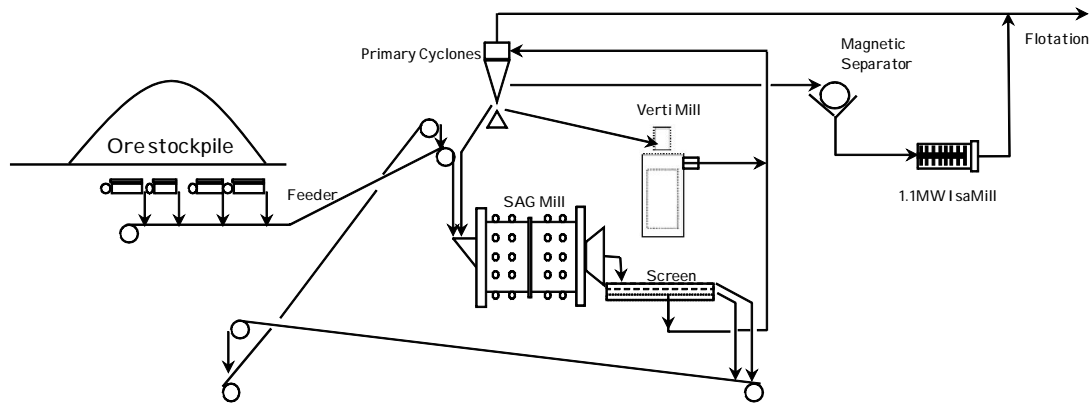 Primary Cyclones
Magnetic
Separator
Flotation
Verti Mill
Ore stockpile
Feeder
1.1MW IsaMill
SAG Mill
Screen